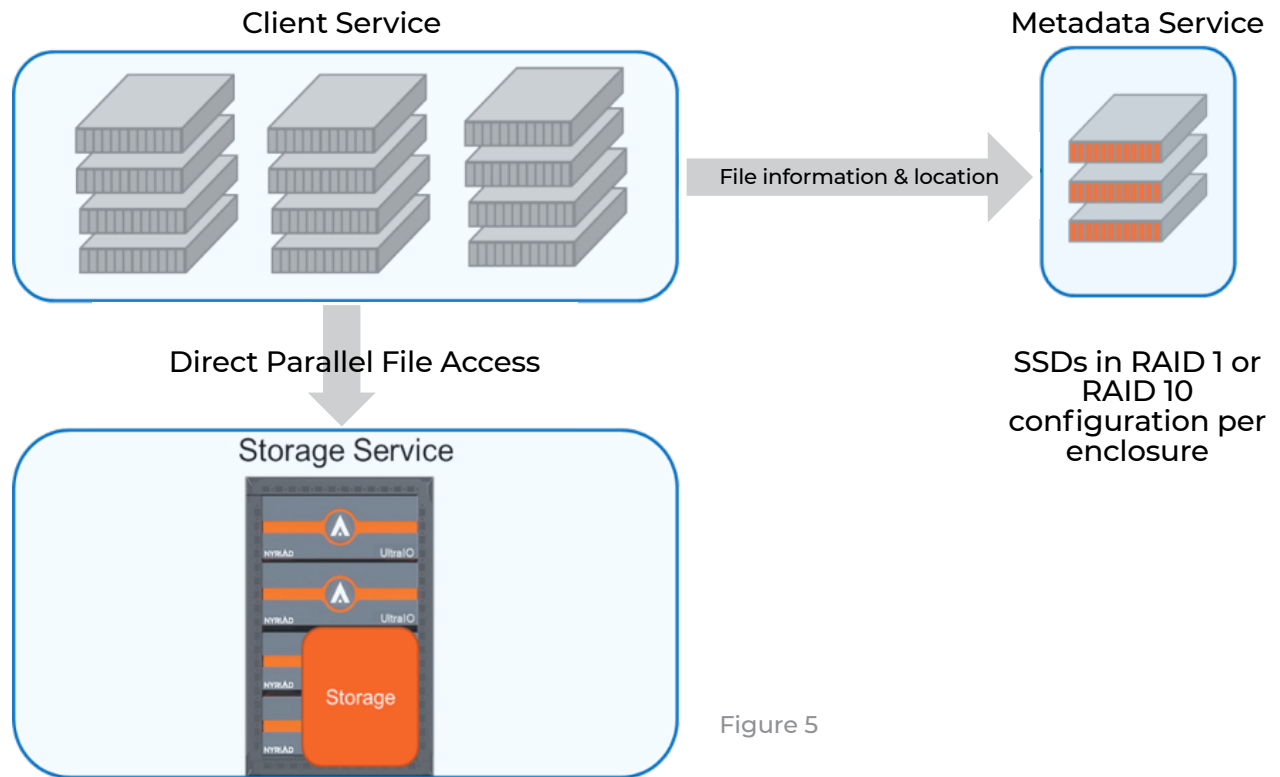 Client Service
Metadata Service
File information & location
Direct Parallel File Access
SSDs in RAID 1 or
RAID 10
configuration per
enclosure
Storage Service
NYRIAD
UltraIO
NYRIAD
UltraIO
NYRIAD
Storage
NYRIAD
Figure 5